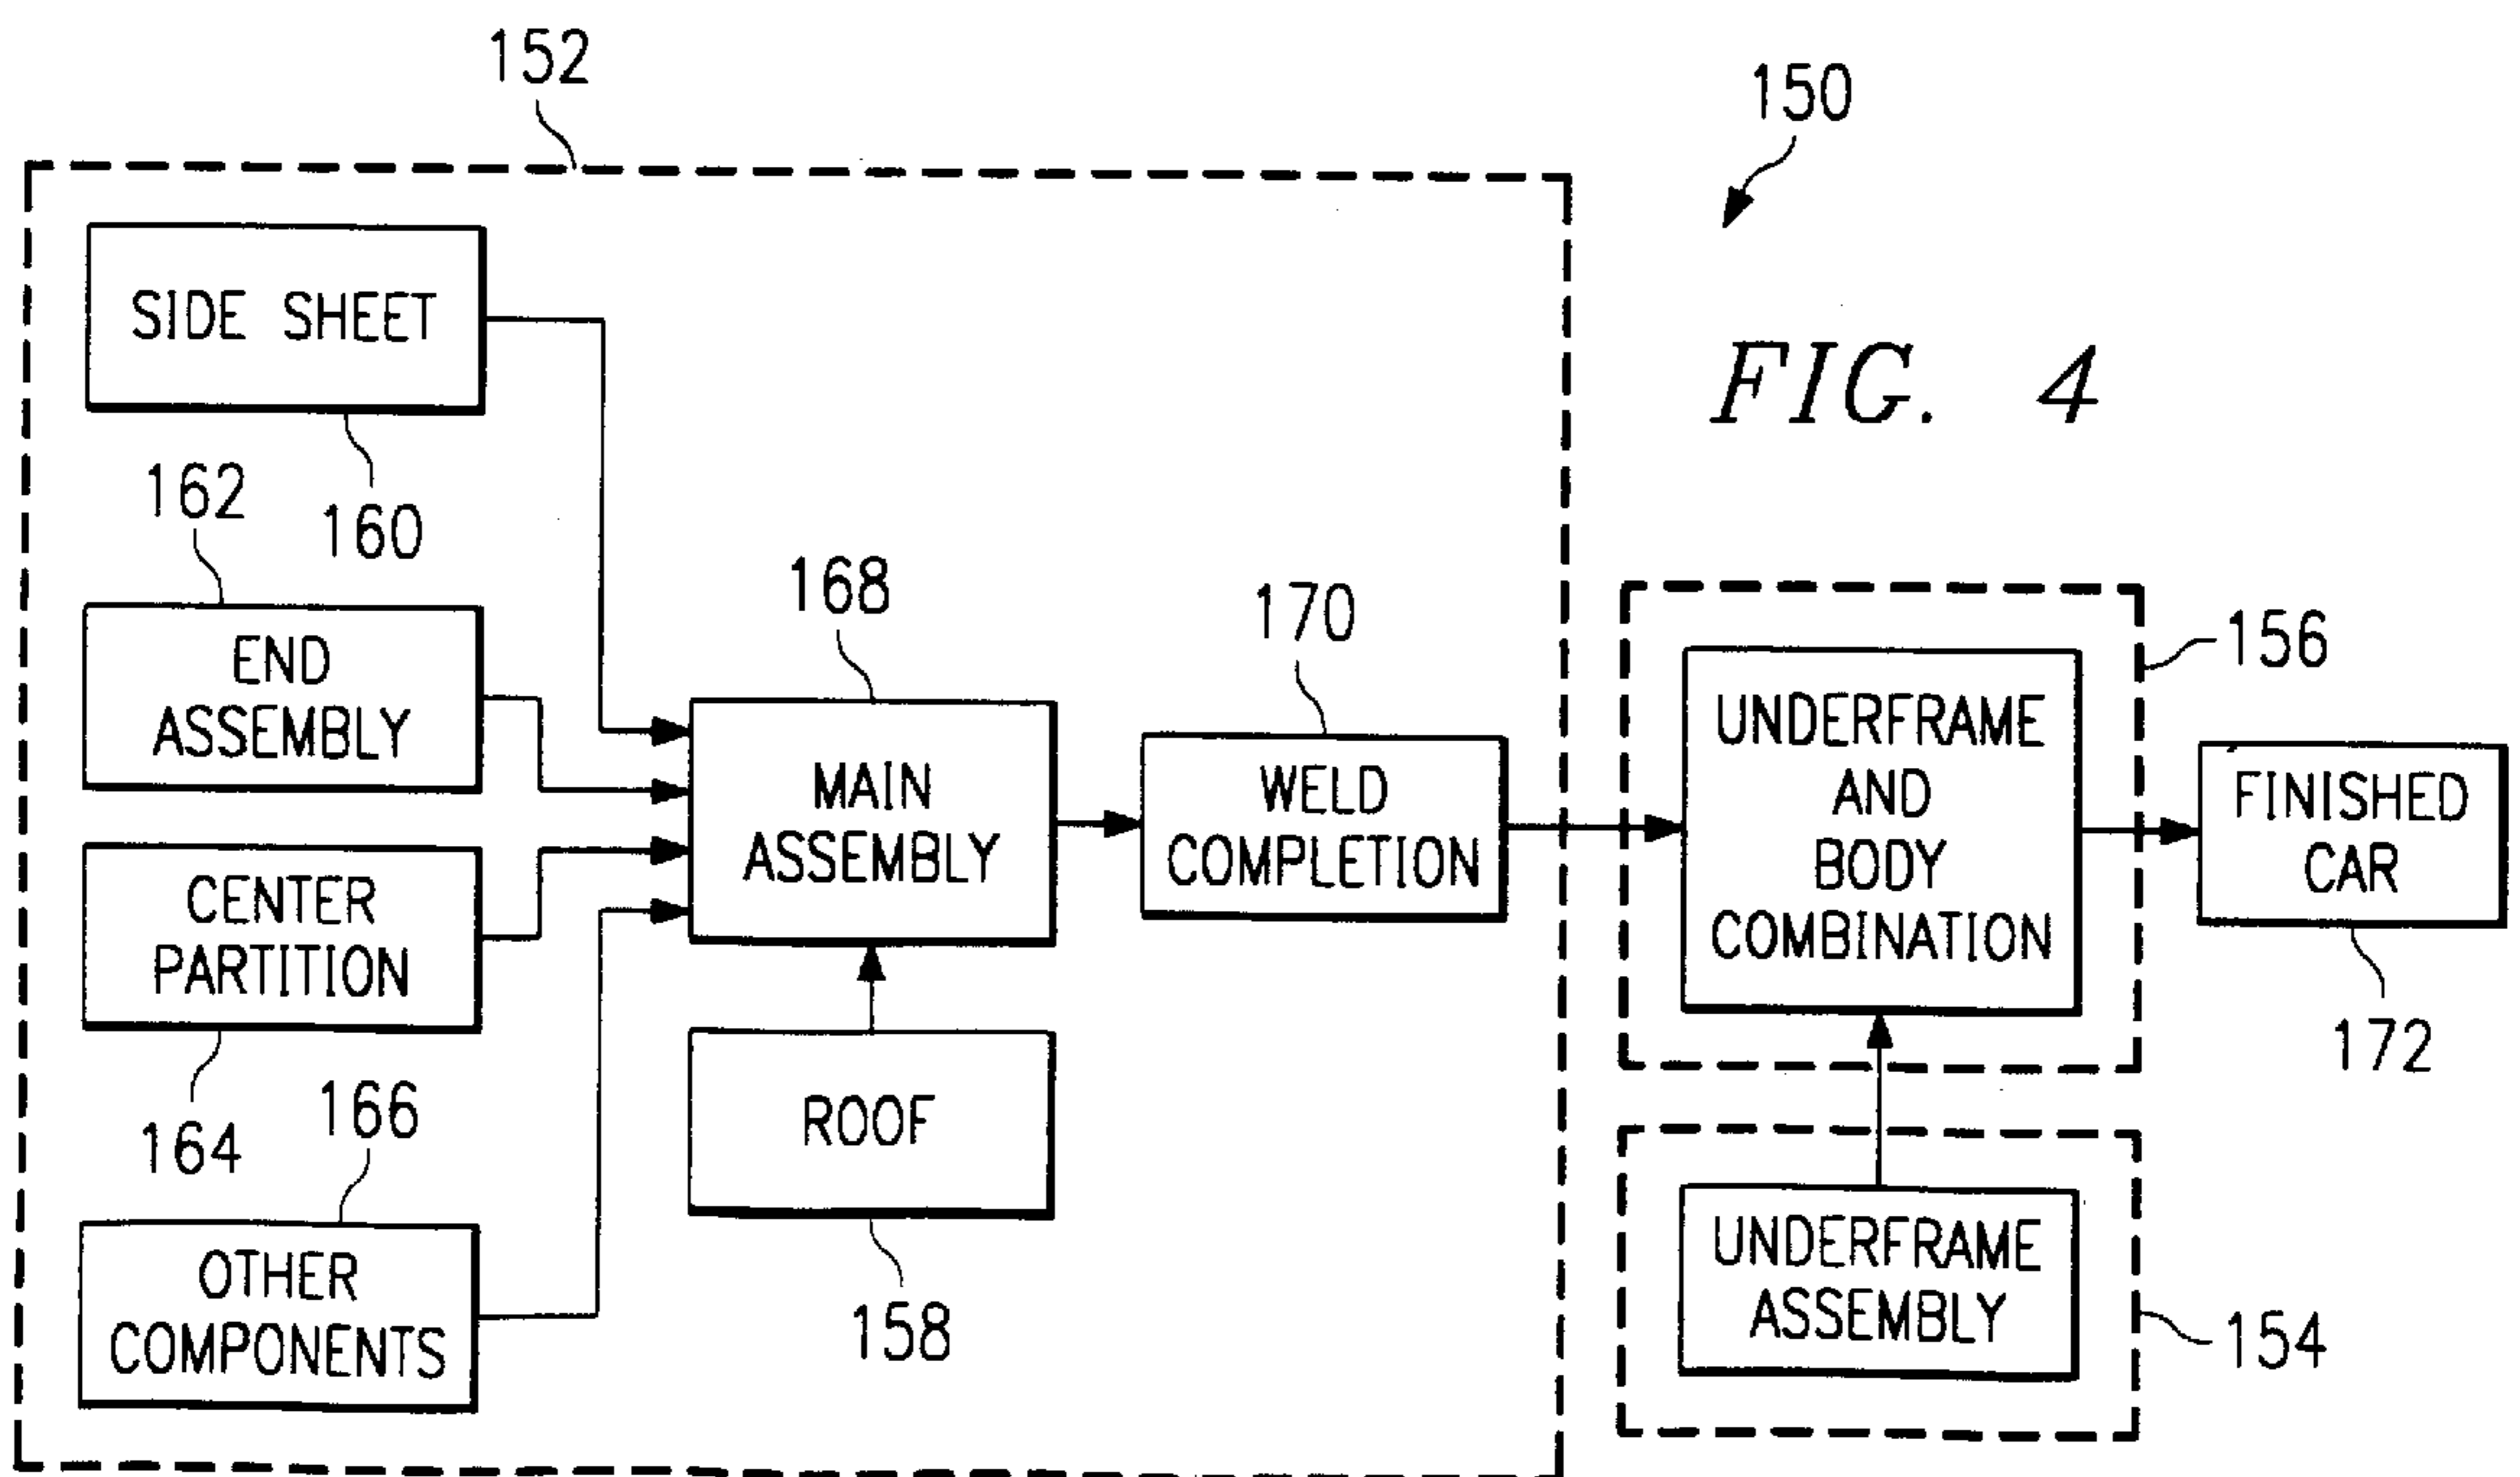 152
150
SIDE SHEET
FIG. 4
162
160
168
170
156
END
ASSEMBLY
MAIN
ASSEMBLY
WELD
COMPLETION
UNDERFRAME
AND
BODY
COMBINATION
FINISHED
CAR
172
CENTER
PARTITION
164
166
ROOF
158
OTHER
COMPONENTS
UNDERFRAME
ASSEMBLY
154